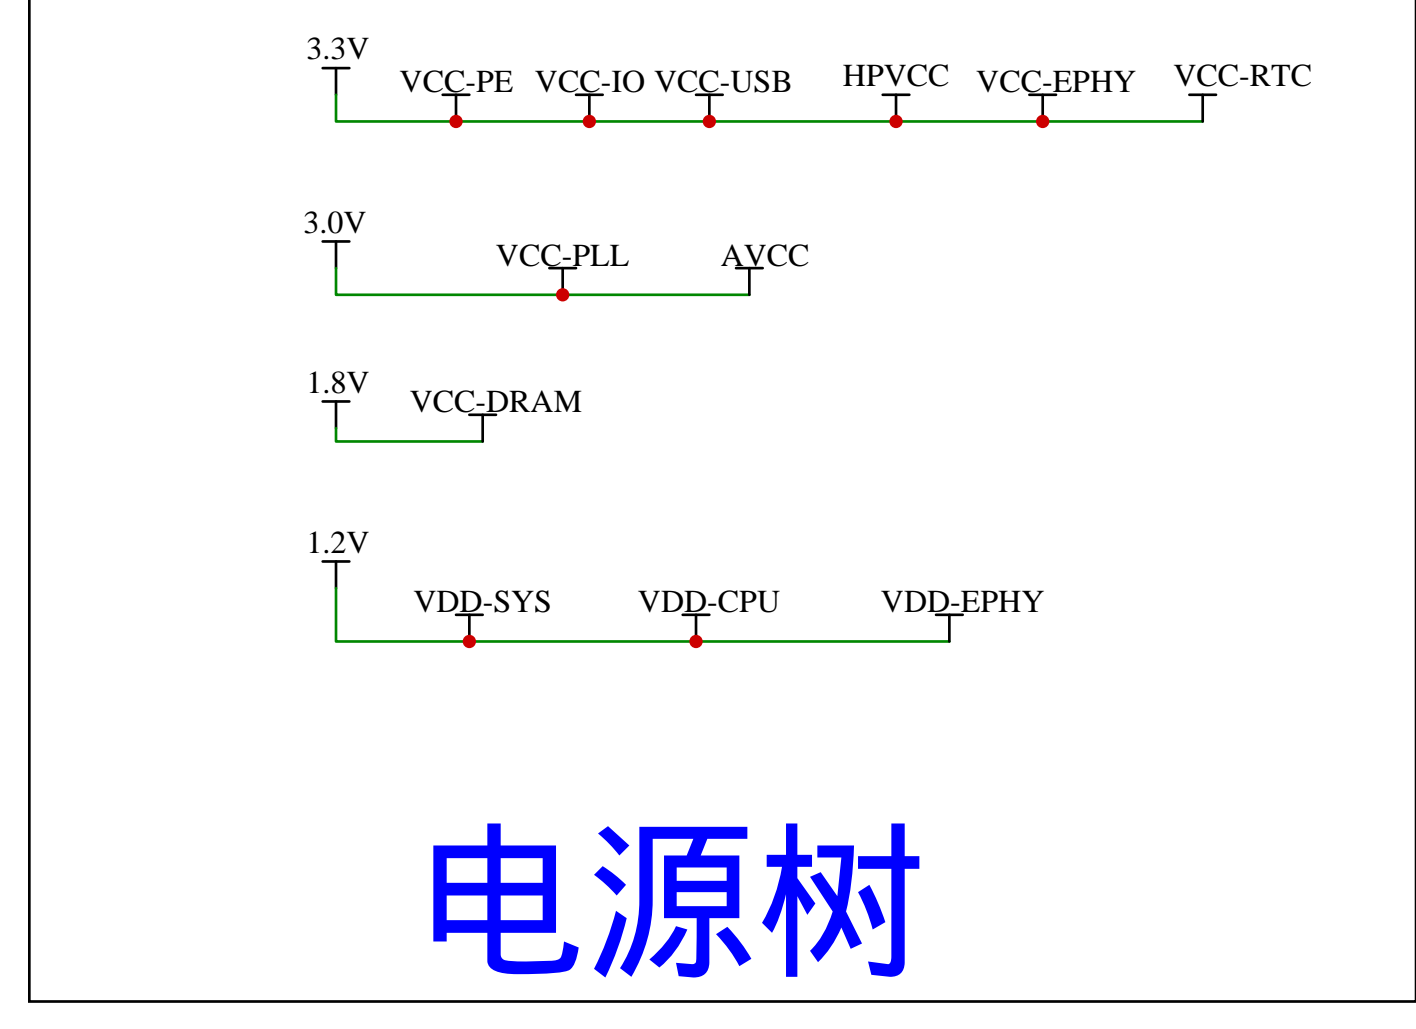 3.3V
VCC-PE VCC-IO VCC-USB HPVCC VCC-EPHY VCC-RTC
3.0V
VCC-PLL AVCC
1.8V
VCC-DRAM
1.2V
VDD-SYS VDD-CPU VDD-EPHY
电源树